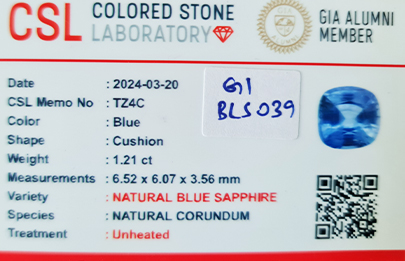 CSL COLORED STONE LABORATORY
GIA ALUMNI
MEMBER
Date : 2024-03-20
CSL Memo No : TZ4C
Color : Blue
Shape : Cushion
Weight : 1.21 ct
Measurements : 6.52 x 6.07 x 3.56 mm
Variety : NATURAL BLUE SAPPHIRE
Species : NATURAL CORUNDUM
Treatment : Unheated
GI
BLS039